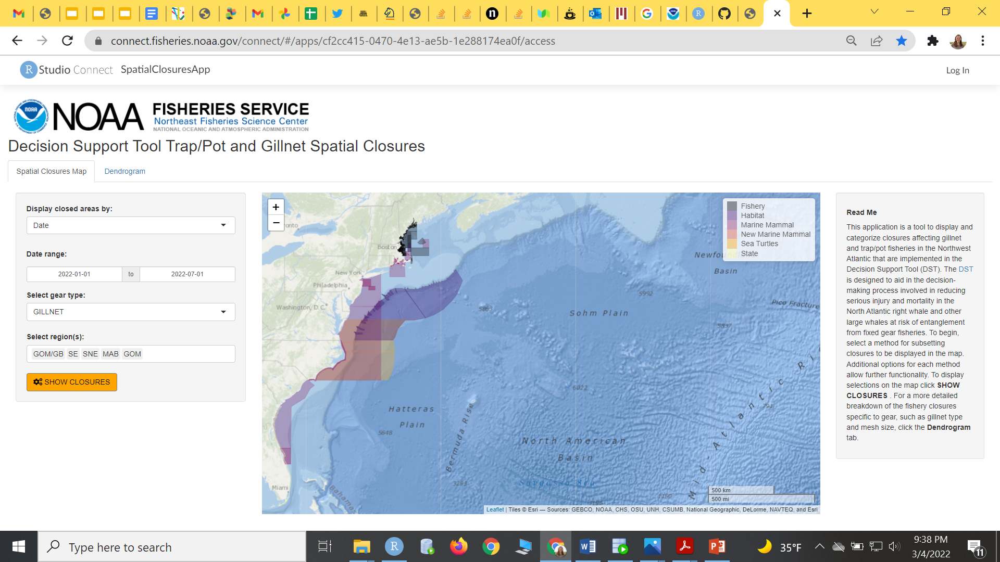 connect.fisheries.noaa.gov/connect/#/apps/cf2cc415-0470-4e13-ae5b-1e288174ea0f/access
R Studio Connect SpatialClosuresApp
Log In
NOAA
NOAA FISHERIES SERVICE
Northeast Fisheries Science Center
NATIONAL OCEANIC AND ATMOSPHERIC ADMINISTRATION
Decision Support Tool Trap/Pot and Gillnet Spatial Closures
Spatial Closures Map
Dendrogram
Display closed areas by:
Date
Date range:
2022-01-01 to 2022-07-01
Select gear type:
GILLNET
Select region(s):
GOM/GB SE SNE MAB GOM
SHOW CLOSURES
+
−
Fishery
Habitat
Marine Mammal
New Marine Mammal
Sea Turtles
State
onto
Boston
New York
Philadelphia
Washington, D.C.
Miami
Bahamas
Newfoundland
Basin
5992
5863
Sohm Plain
5837
Pico Fracture
6022
791
Hatteras
Plain
5648
Bermuda Rise
North American
Basin
Mid-Atlantic Ri
3293
Sargasso Sea
1150
500 km
500 mi
Leaflet | Tiles © Esri — Sources: GEBCO, NOAA, CHS, OSU, UNH, CSUMB, National Geographic, DeLorme, NAVTEQ, and Esri
Read Me
This application is a tool to display and
categorize closures affecting gillnet
and trap/pot fisheries in the Northwest
Atlantic that are implemented in the
Decision Support Tool (DST). The DST
is designed to aid in the decision-
making process involved in reducing
serious injury and mortality in the
North Atlantic right whale and other
large whales at risk of entanglement
from fixed gear fisheries. To begin,
select a method for subsetting
closures to be displayed in the map.
Additional options for each method
allow further functionality. To display
selections on the map click SHOW
CLOSURES . For a more detailed
breakdown of the fishery closures
specific to gear, such as gillnet type
and mesh size, click the Dendrogram
tab.
Type here to search
35°F
9:38 PM
3/4/2022
11